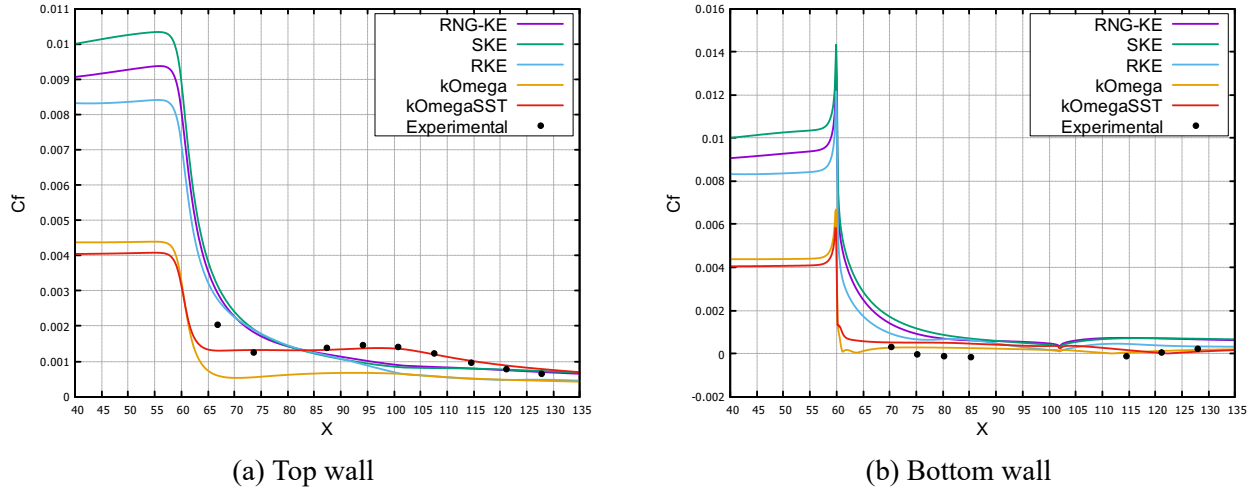 0.011
0.01
0.009
0.008
0.007
0.006
0.005
0.004
0.003
0.002
0.001
0
Cf
40 45 50 55 60 65 70 75 80 85 90 95 100 105 110 115 120 125 130 135
X
RNG-KE
SKE
RKE
kOmega
kOmegaSST
Experimental
(a) Top wall
0.016
0.014
0.012
0.01
0.008
0.006
0.004
0.002
0
-0.002
Cf
40 45 50 55 60 65 70 75 80 85 90 95 100 105 110 115 120 125 130 135
X
RNG-KE
SKE
RKE
kOmega
kOmegaSST
Experimental
(b) Bottom wall